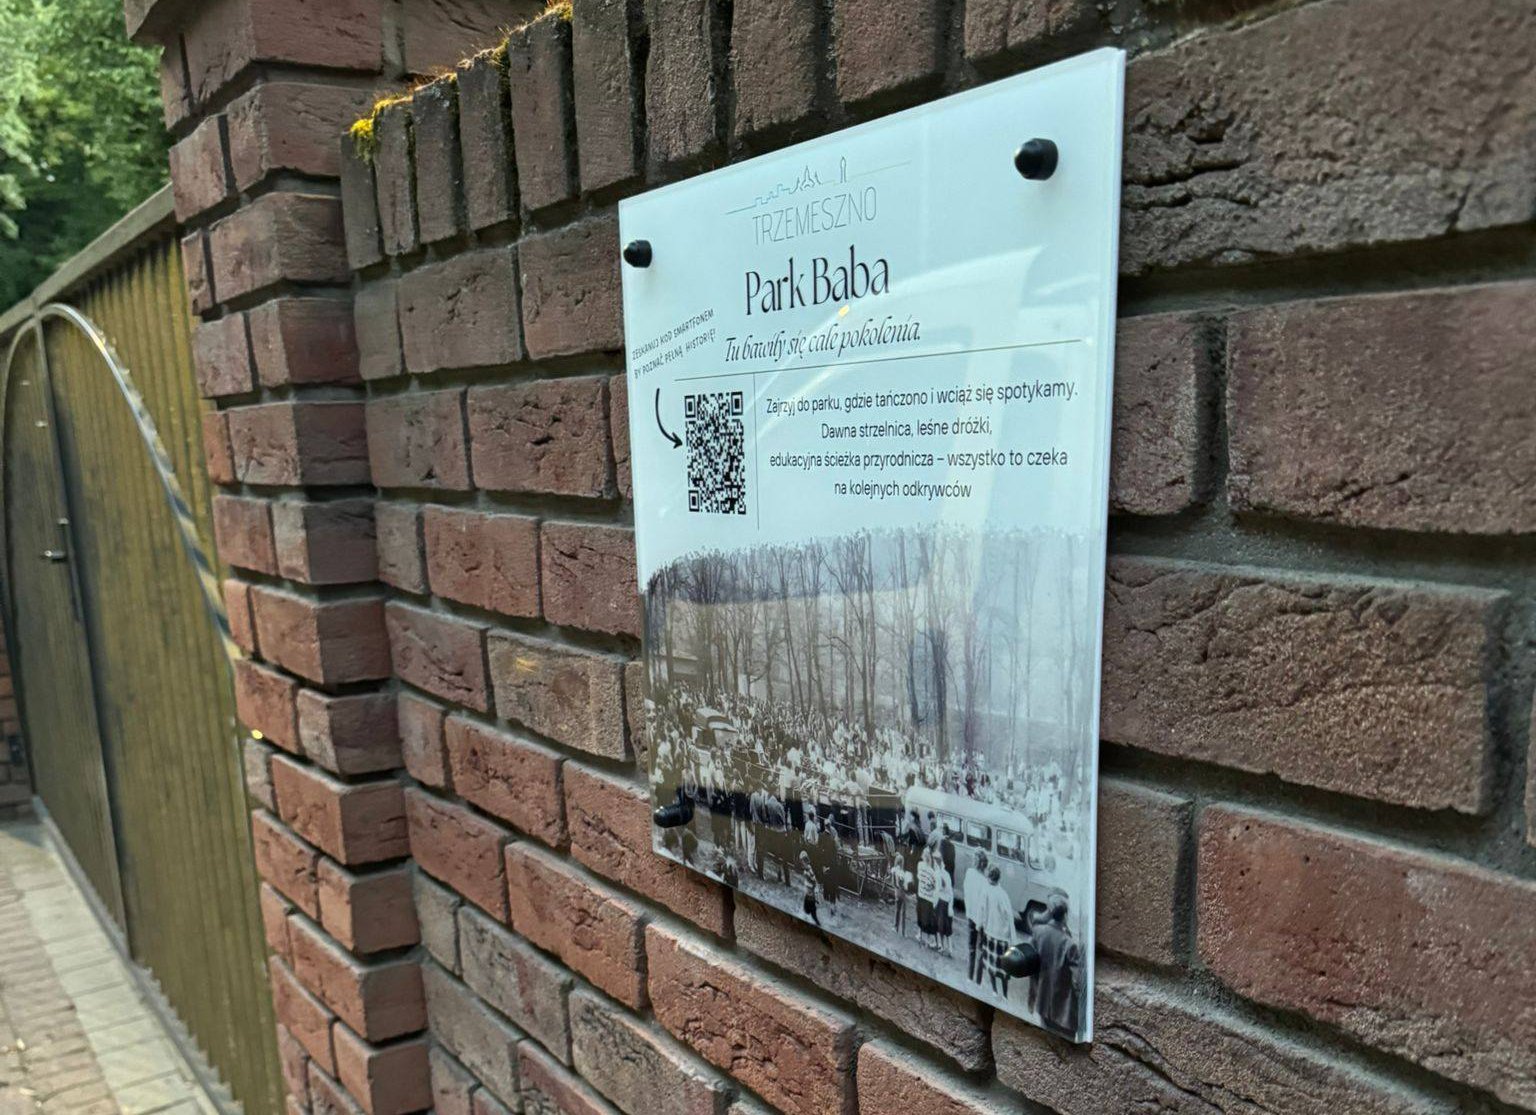 TRZEMESZNO
Park Baba
Tu bawiły się całe pokolenia.
ZESKANUJ KOD SMARTFONEM
BY POZNAĆ PEŁNĄ HISTORIĘ!
Zajrzyj do parku, gdzie tańczono i wciąż się spotykamy.
Dawna strzelnica, leśne dróżki,
edukacyjna ścieżka przyrodnicza – wszystko to czeka
na kolejnych odkrywców